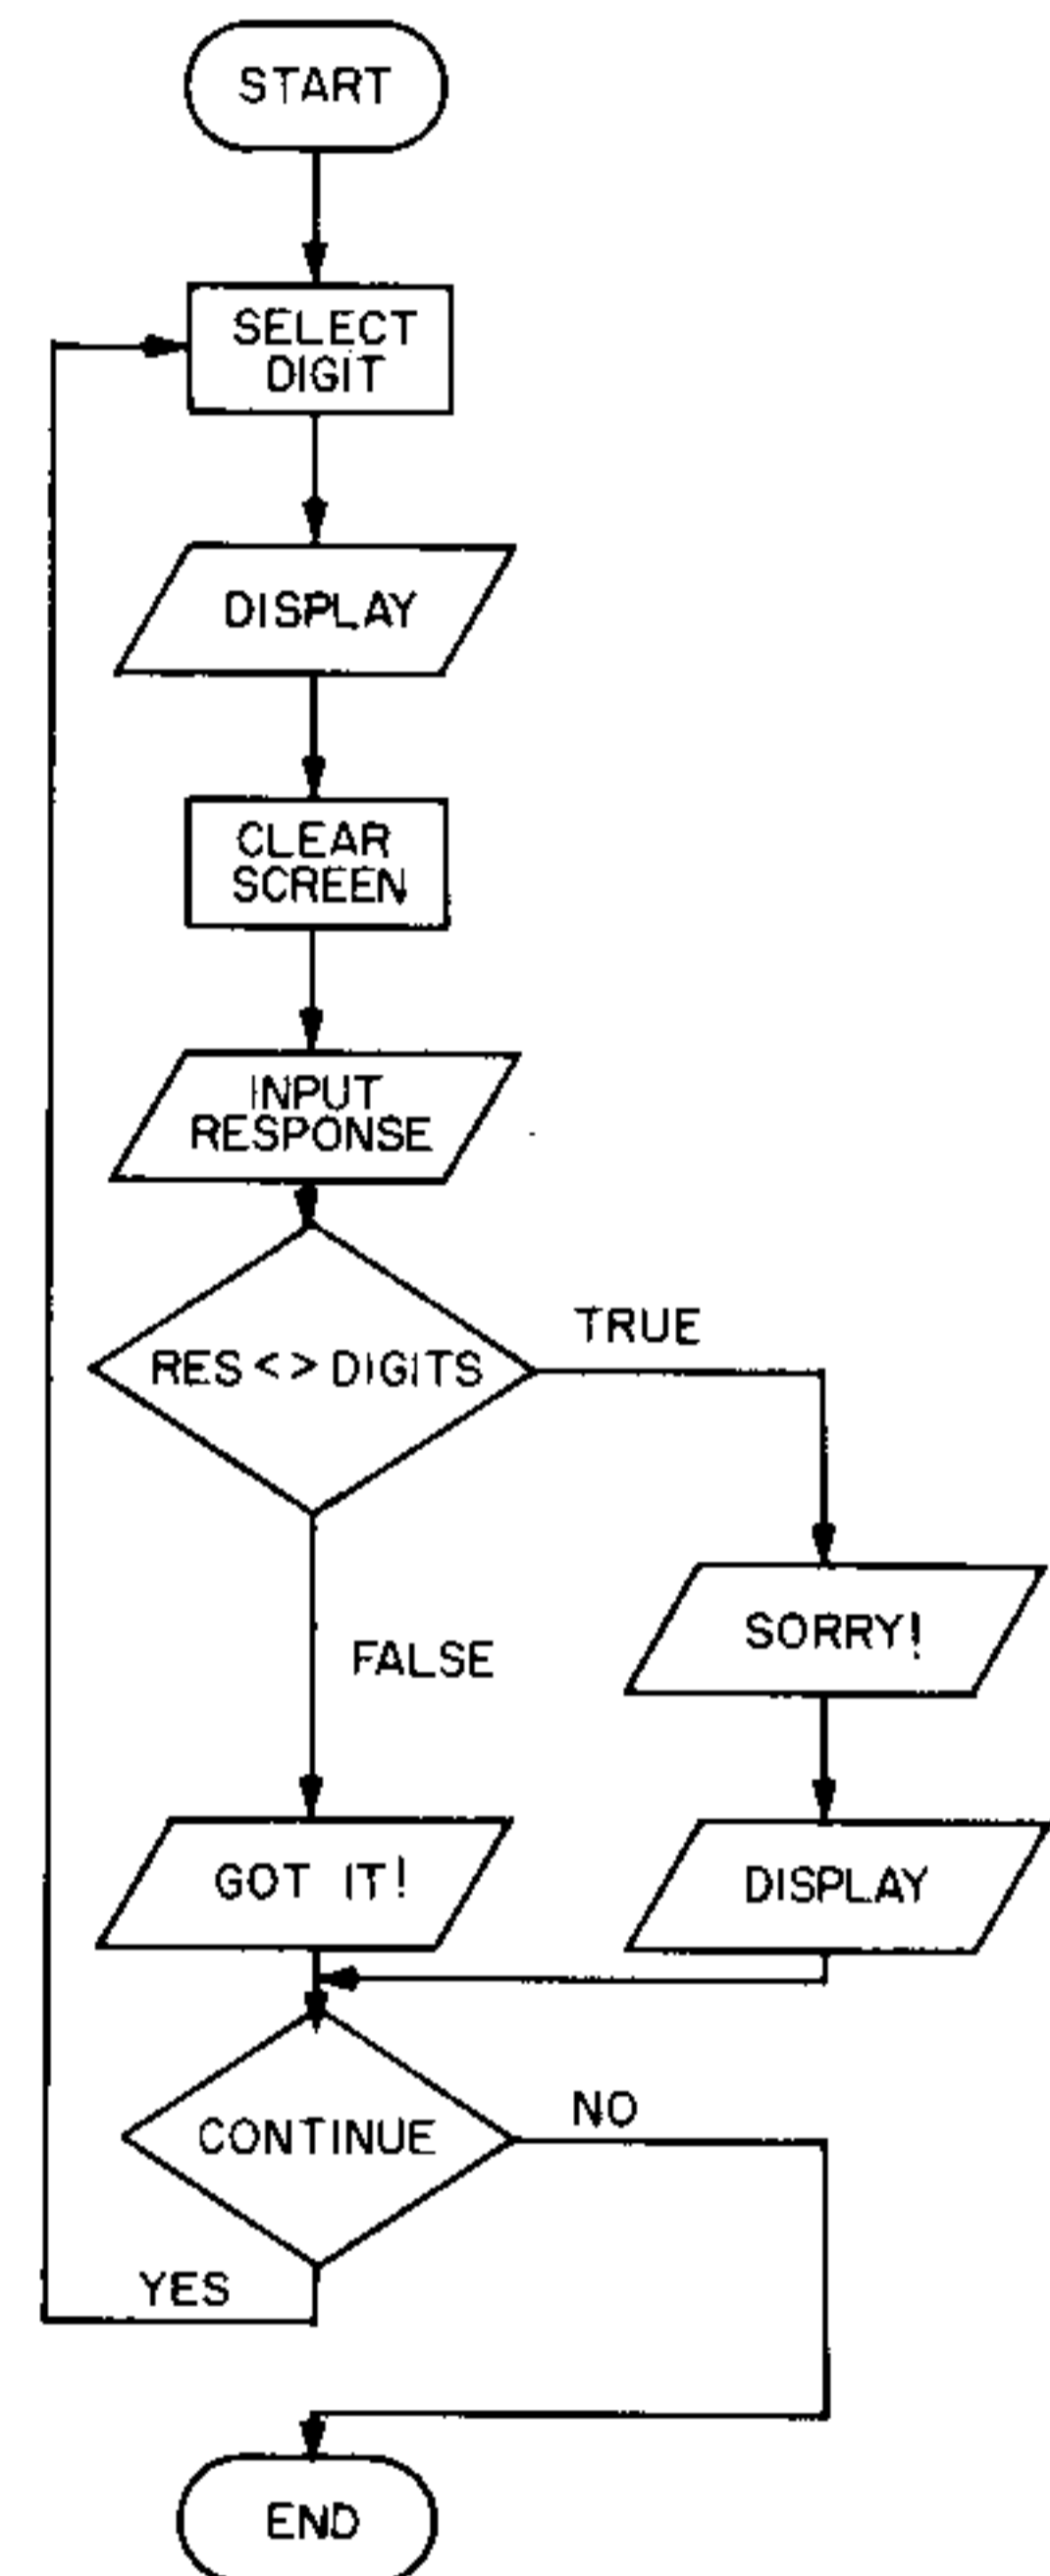 START
SELECT
DIGIT
DISPLAY
CLEAR
SCREEN
INPUT
RESPONSE
RES <> DIGITS
TRUE
FALSE
SORRY!
GOT IT!
DISPLAY
CONTINUE
NO
YES
END